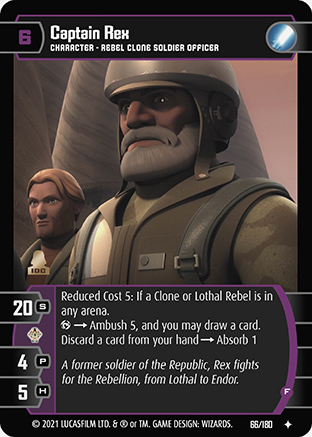 6
Captain Rex
CHARACTER - REBEL CLONE SOLDIER OFFICER
IDC
20 S
4 P
5 H
Reduced Cost 5: If a Clone or Lothal Rebel is in
any arena.
→ Ambush 5, and you may draw a card.
Discard a card from your hand → Absorb 1
A former soldier of the Republic, Rex fights
for the Rebellion, from Lothal to Endor.
F
© 2021 LUCASFILM LTD. & ® or TM. GAME DESIGN: WIZARDS.
66/180